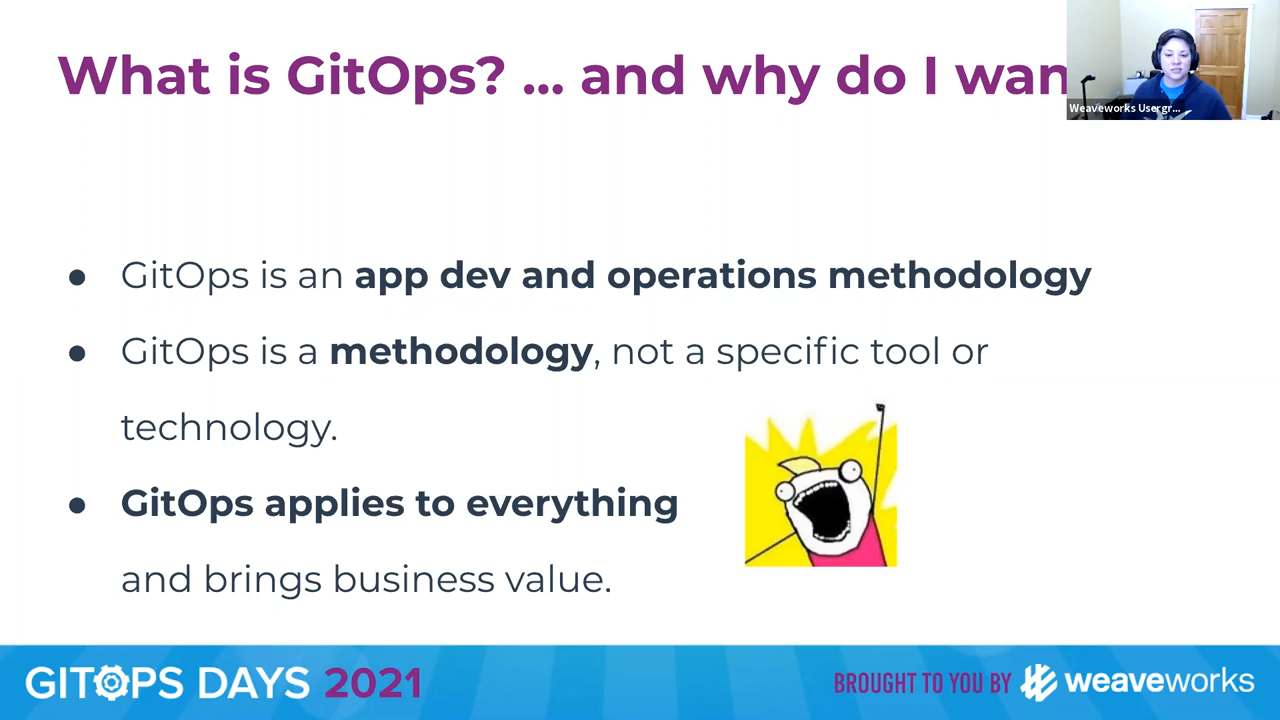 What is GitOps? ... and why do I wan
Weaveworks Usergr...
● GitOps is an app dev and operations methodology
● GitOps is a methodology, not a specific tool or
technology.
● GitOps applies to everything
and brings business value.
GITOPS DAYS 2021
BROUGHT TO YOU BY weaveworks